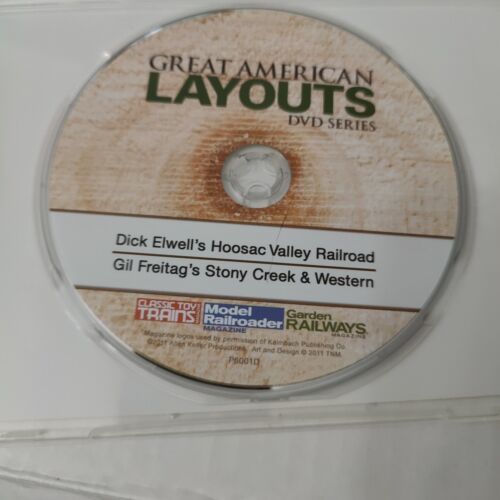 GREAT AMERICAN
LAYOUTS
DVD SERIES
Dick Elwell's Hoosac Valley Railroad
Gil Freitag's Stony Creek & Western
CLASSIC TOY
TRAINS
Model
Railroader
MAGAZINE
Garden
RAILWAYS
MAGAZINE
Magazine logos used by permission of Kalmbach Publishing Co.
©2011 Allen Keller Productions. Art and Design © 2011 TNM.
P6001D